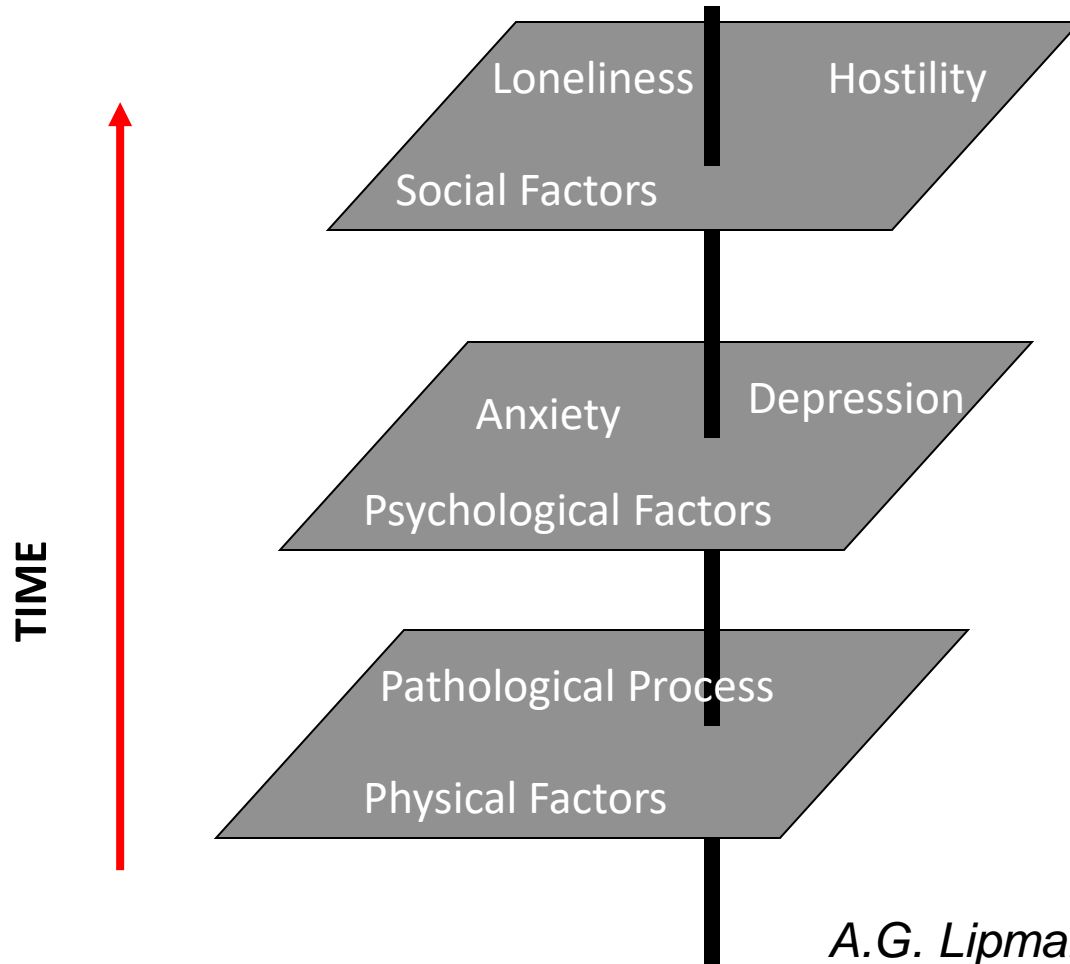 Loneliness Hostility
Social Factors
Anxiety Depression
Psychological Factors
TIME
Pathological Process
Physical Factors
A.G.